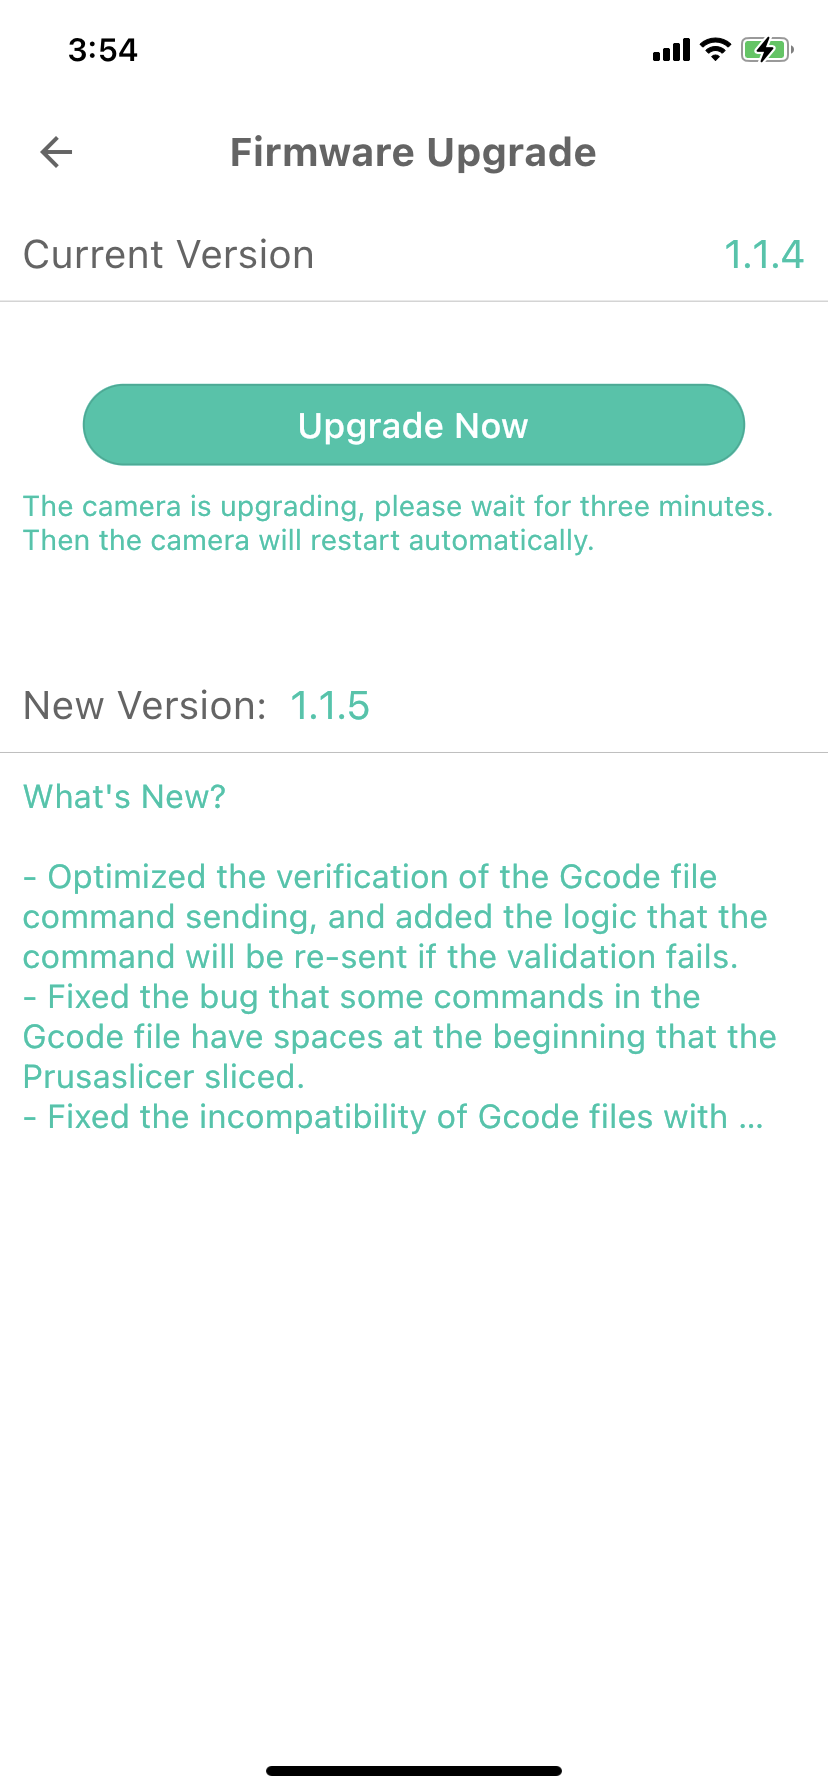 3:54
Firmware Upgrade
Current Version 1.1.4
Upgrade Now
The camera is upgrading, please wait for three minutes.
Then the camera will restart automatically.
New Version: 1.1.5
What's New?
- Optimized the verification of the Gcode file
command sending, and added the logic that the
command will be re-sent if the validation fails.
- Fixed the bug that some commands in the
Gcode file have spaces at the beginning that the
Prusaslicer sliced.
- Fixed the incompatibility of Gcode files with ...